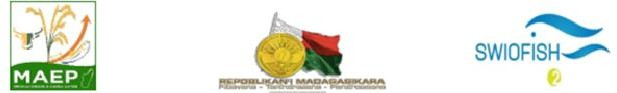 MAEP
REPOBLIKAN'I MADAGASIKARA
Fitiavana - Tanindrazana - Fandrosoana
SWIOFISH
2